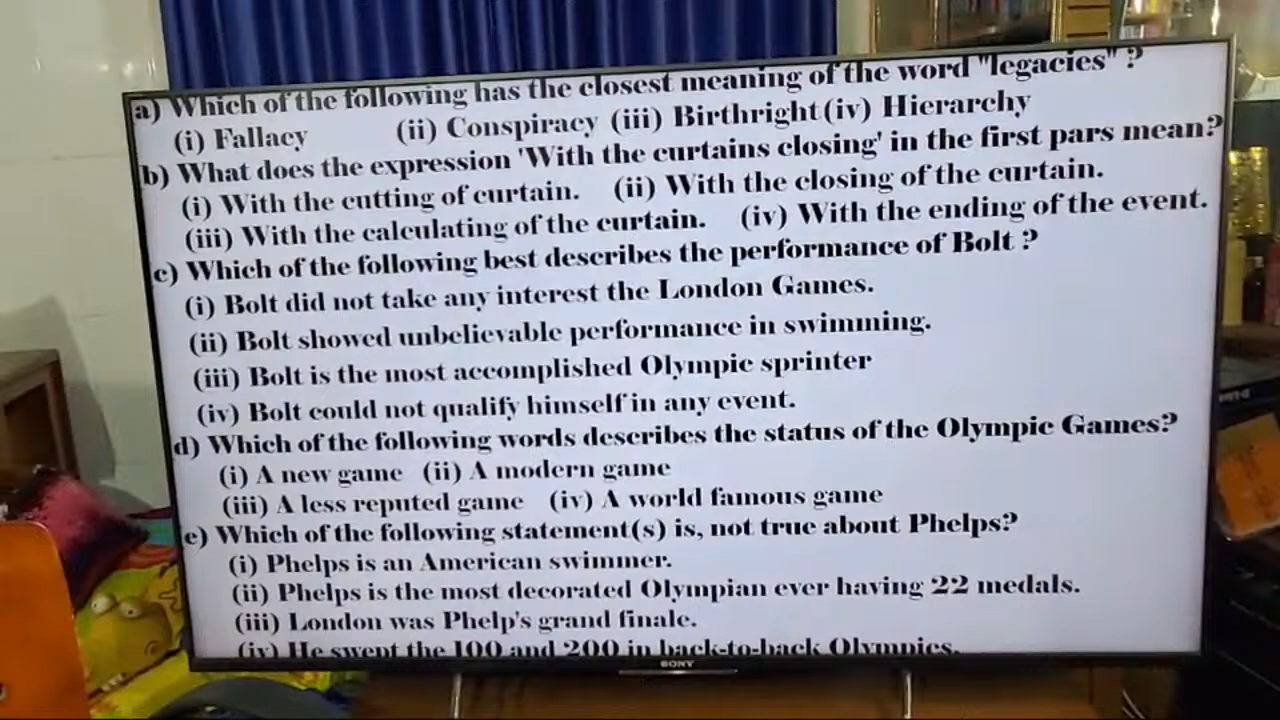 a) Which of the following has the closest meaning of the word "legacies" ?
(i) Fallacy (ii) Conspiracy (iii) Birthright (iv) Hierarchy
b) What does the expression 'With the curtains closing' in the first pars mean?
(i) With the cutting of curtain. (ii) With the closing of the curtain.
(iii) With the calculating of the curtain. (iv) With the ending of the event.
c) Which of the following best describes the performance of Bolt ?
(i) Bolt did not take any interest the London Games.
(ii) Bolt showed unbelievable performance in swimming.
(iii) Bolt is the most accomplished Olympic sprinter
(iv) Bolt could not qualify himself in any event.
d) Which of the following words describes the status of the Olympic Games?
(i) A new game (ii) A modern game
(iii) A less reputed game (iv) A world famous game
e) Which of the following statement(s) is, not true about Phelps?
(i) Phelps is an American swimmer.
(ii) Phelps is the most decorated Olympian ever having 22 medals.
(iii) London was Phelp's grand finale.
(iv) He swept the 100 and 200 in back-to-back Olympics.
SONY